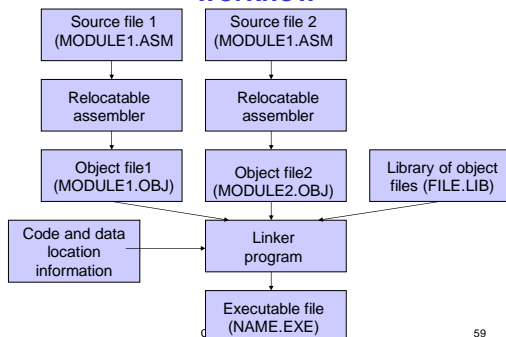 Source file 1
(MODULE1.ASM)
Source file 2
(MODULE1.ASM
Relocatable
assembler
Relocatable
assembler
Object file1
(MODULE1.OBJ)
Object file2
(MODULE2.OBJ)
Library of object
files (FILE.LIB)
Code and data
location
information
Linker
program
Executable file
(NAME.EXE)
59